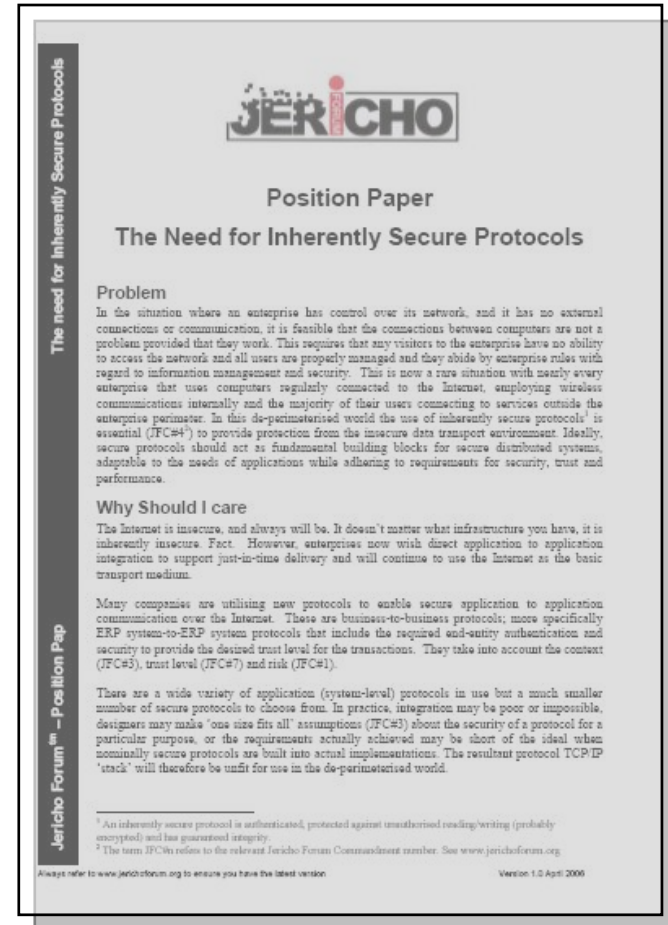 The need for Inherently Secure Protocols
Jericho Forum™ – Position Pap
JERICHO
FORUM
Position Paper
The Need for Inherently Secure Protocols
Problem
In the situation where an enterprise has control over its network, and it has no external
connections or communication, it is feasible that the connections between computers are not a
problem provided that they work. This requires that any visitors to the enterprise have no ability
to access the network and all users are properly managed and they abide by enterprise rules with
regard to information management and security. This is now a rare situation with nearly every
enterprise that uses computers regularly connected to the Internet, employing wireless
communications internally and the majority of their users connecting to services outside the
enterprise perimeter. In this de-perimeterised world the use of inherently secure protocols¹ is
essential (JFC#4²) to provide protection from the insecure data transport environment. Ideally,
secure protocols should act as fundamental building blocks for secure distributed systems,
adaptable to the needs of applications while adhering to requirements for security, trust and
performance.
Why Should I care
The Internet is insecure, and always will be. It doesn't matter what infrastructure you have, it is
inherently insecure. Fact. However, enterprises now wish direct application to application
integration to support just-in-time delivery and will continue to use the Internet as the basic
transport medium.
Many companies are utilising new protocols to enable secure application to application
communication over the Internet. These are business-to-business protocols; more specifically
ERP system-to-ERP system protocols that include the required end-entity authentication and
security to provide the desired trust level for the transactions. They take into account the context
(JFC#3), trust level (JFC#7) and risk (JFC#1).
There are a wide variety of application (system-level) protocols in use but a much smaller
number of secure protocols to choose from. In practice, integration may be poor or impossible,
designers may make 'one size fits all' assumptions (JFC#3) about the security of a protocol for a
particular purpose, or the requirements actually achieved may be short of the ideal when
nominally secure protocols are built into actual implementations. The resultant protocol TCP/IP
'stack' will therefore be unfit for use in the de-perimeterised world.
¹ An inherently secure protocol is authenticated, protected against unauthorised reading/writing (probably
encrypted) and has guaranteed integrity.
² The term JFC#n refers to the relevant Jericho Forum Commandment number. See www.jerichoforum.org
Always refer to www.jerichoforum.org to ensure you have the latest version
Version 1.0 April 2006